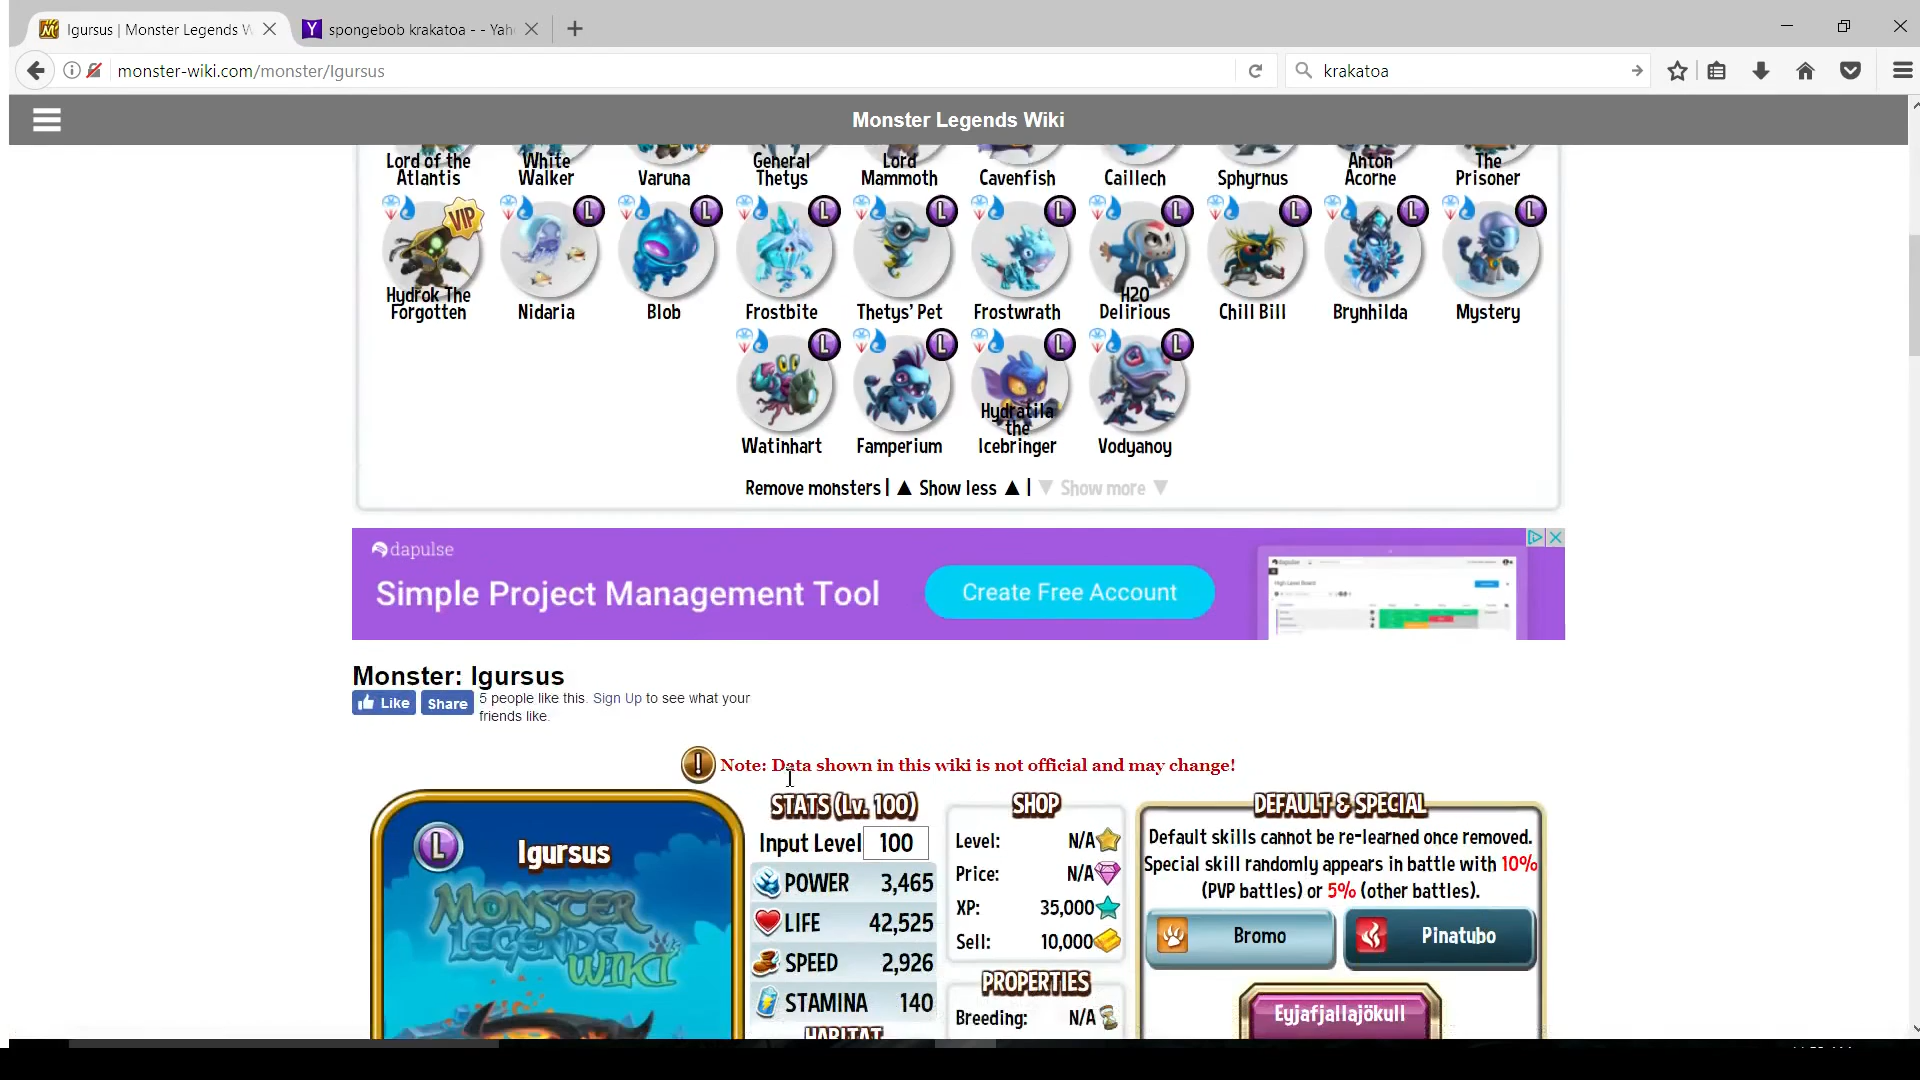 Igursus | Monster Legends W
spongebob krakatoa - - Yah
monster-wiki.com/monster/Igursus
krakatoa
Monster Legends Wiki
Lord of the Atlantis
White Walker
Varuna
General Thetys
Lord Mammoth
Cavenfish
Caillech
Sphyrnus
Anton Acorne
The Prisoner
VIP
L L L L L L L L L
Hydrok The Forgotten
Nidaria
Blob
Frostbite
Thetys' Pet
Frostwrath
H2O Delirious
Chill Bill
Brynhilda
Mystery
L L L L
Watinhart
Famperium
Hydratila the Icebringer
Vodyanoy
Remove monsters | ▲ Show less ▲ | ▼ Show more ▼
dapulse
Simple Project Management Tool
Create Free Account
Monster: Igursus
Like Share 5 people like this. Sign Up to see what your
friends like.
Note: Data shown in this wiki is not official and may change!
L
Igursus
MONSTER
LEGENDS
WIKI
STATS (Lv. 100)
Input Level 100
POWER 3,465
LIFE 42,525
SPEED 2,926
STAMINA 140
HABITAT
SHOP
Level: N/A
Price: N/A
XP: 35,000
Sell: 10,000
PROPERTIES
Breeding: N/A
DEFAULT & SPECIAL
Default skills cannot be re-learned once removed.
Special skill randomly appears in battle with 10%
(PVP battles) or 5% (other battles).
Bromo
Pinatubo
Eyjafjallajökull